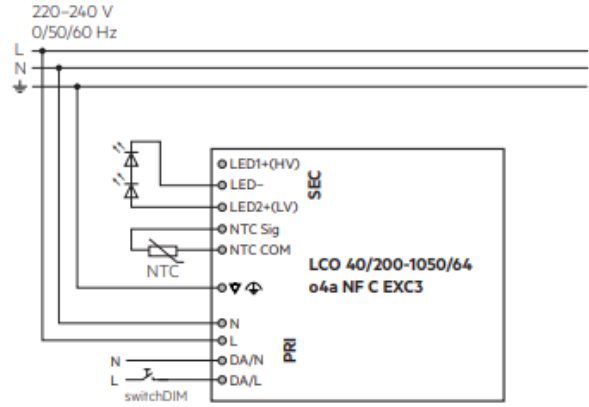 220–240 V
0/50/60 Hz
L
N
LED1+(HV)
LED–
LED2+(LV)
SEC
NTC Sig
NTC COM
NTC
LCO 40/200-1050/64
o4a NF C EXC3
N
L
PRI
N
DA/N
L
DA/L
switchDIM